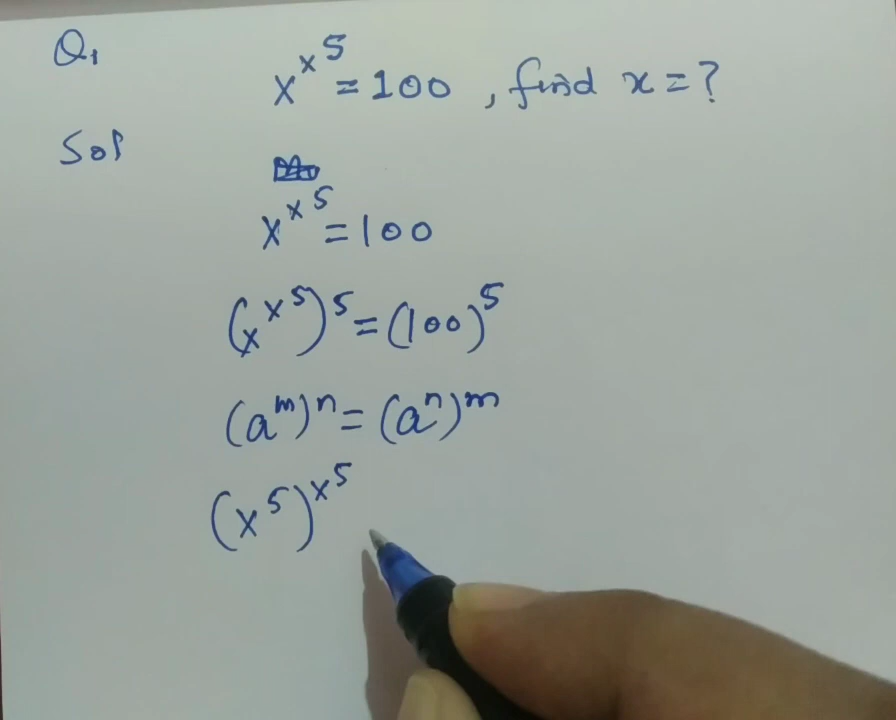 Q₁ x^x^5 = 100 , find x = ?
Sol
x^x^5 = 100
(x^x^5)^5 = (100)^5
(a^m)^n = (a^n)^m
(x^5)^x^5